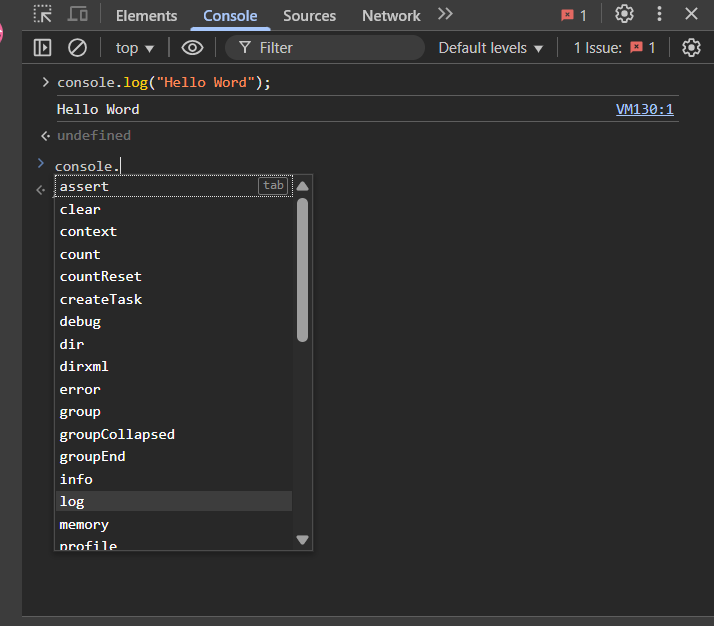 Elements Console Sources Network 1
top Filter Default levels 1 Issue: 1
console.log("Hello Word");
Hello Word VM130:1
undefined
console.
assert tab
clear
context
count
countReset
createTask
debug
dir
dirxml
error
group
groupCollapsed
groupEnd
info
log
memory
profile